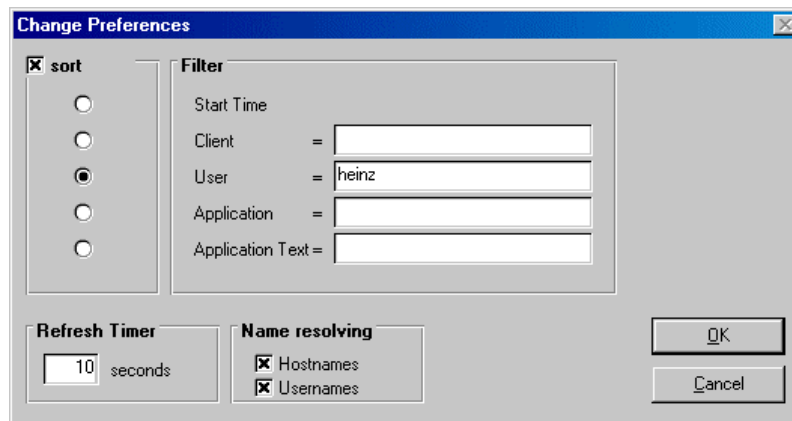 Change Preferences
sort
Filter
Start Time
Client =
User = heinz
Application =
Application Text =
Refresh Timer
10 seconds
Name resolving
Hostnames
Usernames
OK
Cancel